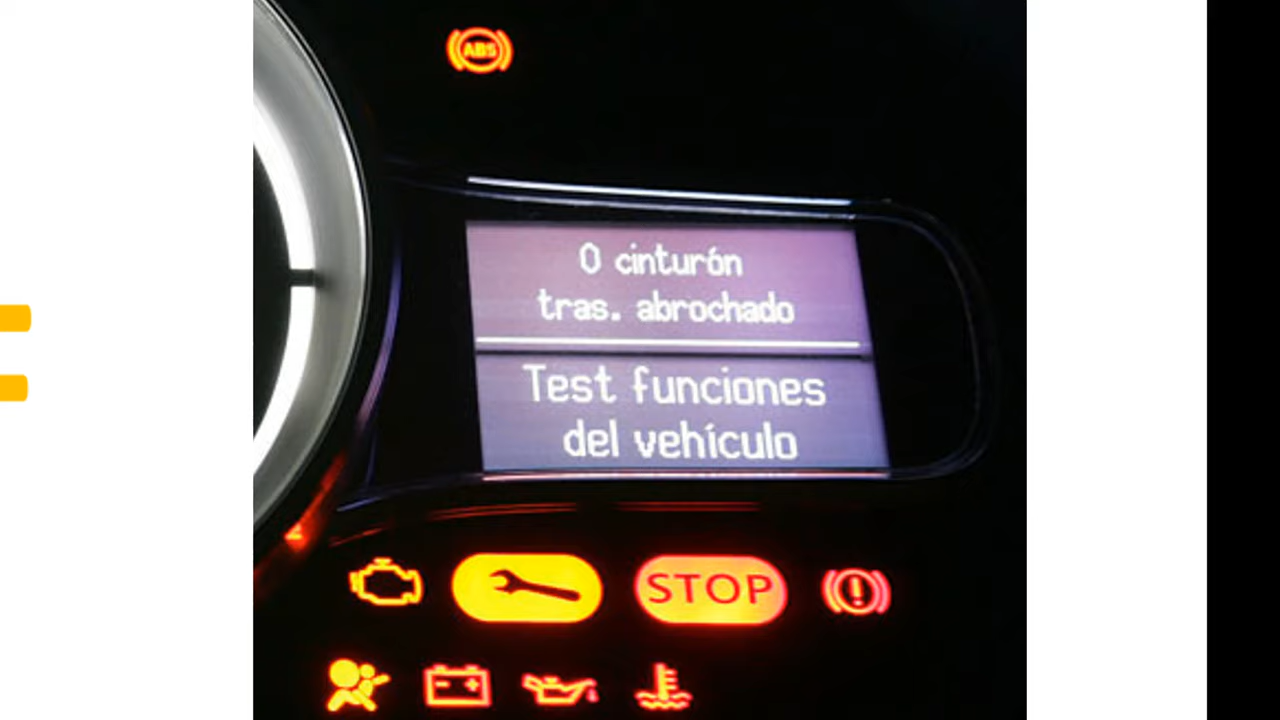 ABS
0 cinturón
tras. abrochado
Test funciones
del vehículo
STOP